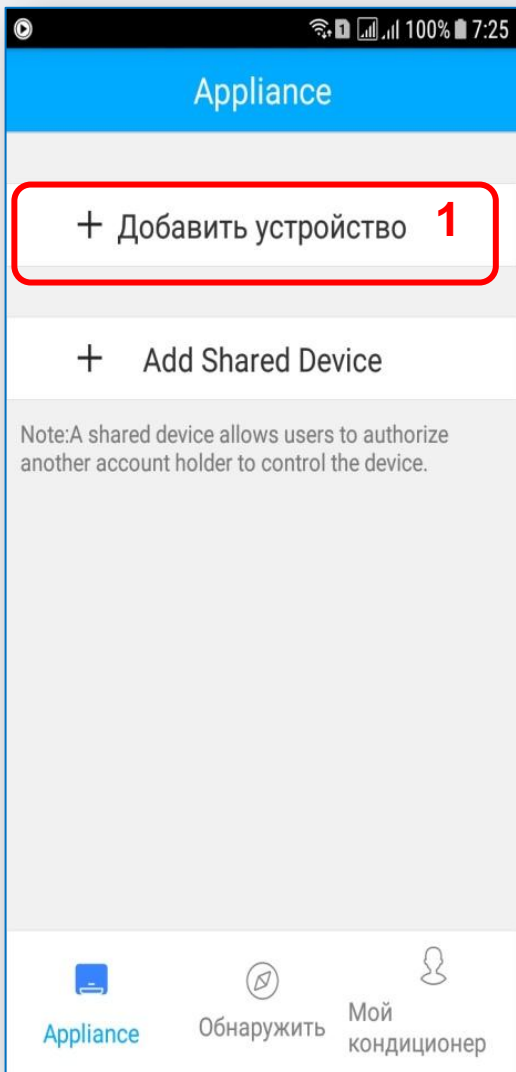 1 100% 7:25
Appliance
+ Добавить устройство 1
+ Add Shared Device
Note:A shared device allows users to authorize
another account holder to control the device.
Appliance
Обнаружить
Мой
кондиционер